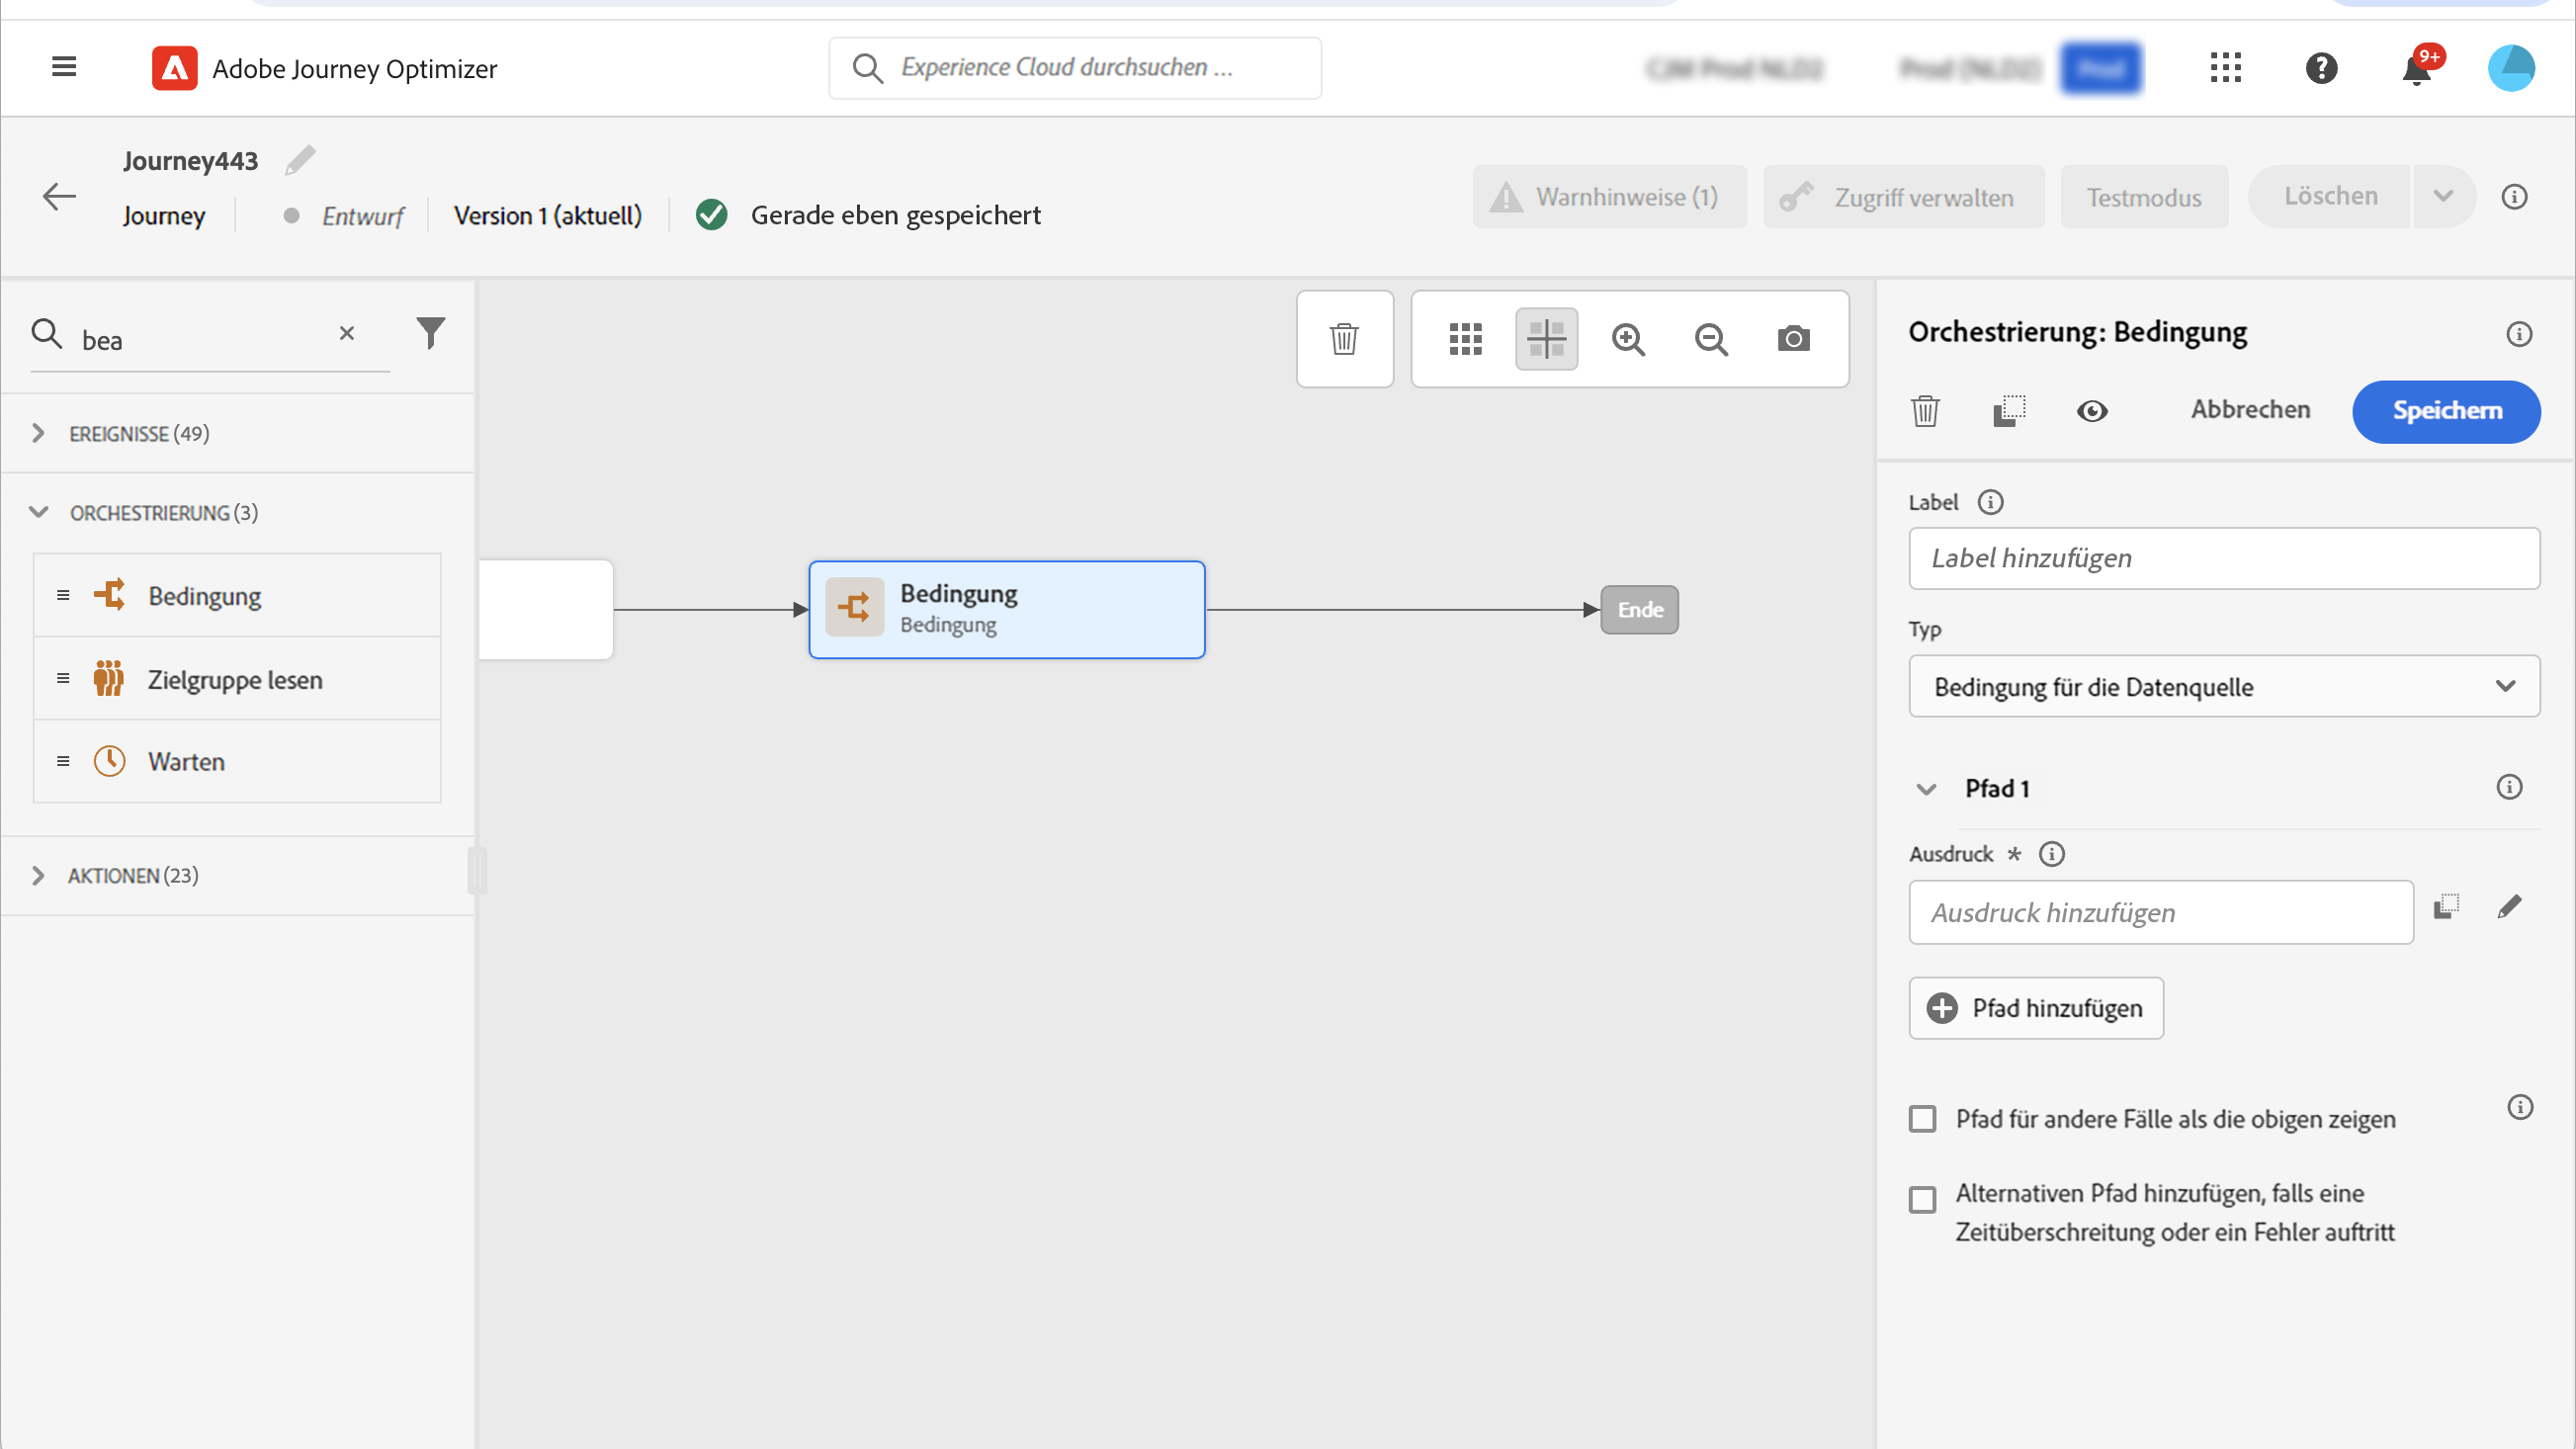 Adobe Journey Optimizer
Experience Cloud durchsuchen ...
9+
Journey443
Journey
Entwurf
Version 1 (aktuell)
Gerade eben gespeichert
Warnhinweise (1)
Zugriff verwalten
Testmodus
Löschen
bea
EREIGNISSE (49)
ORCHESTRIERUNG (3)
Bedingung
Zielgruppe lesen
Warten
AKTIONEN (23)
Bedingung
Bedingung
Ende
Orchestrierung: Bedingung
Abbrechen
Speichern
Label
Label hinzufügen
Typ
Bedingung für die Datenquelle
Pfad 1
Ausdruck *
Ausdruck hinzufügen
Pfad hinzufügen
Pfad für andere Fälle als die obigen zeigen
Alternativen Pfad hinzufügen, falls eine
Zeitüberschreitung oder ein Fehler auftritt